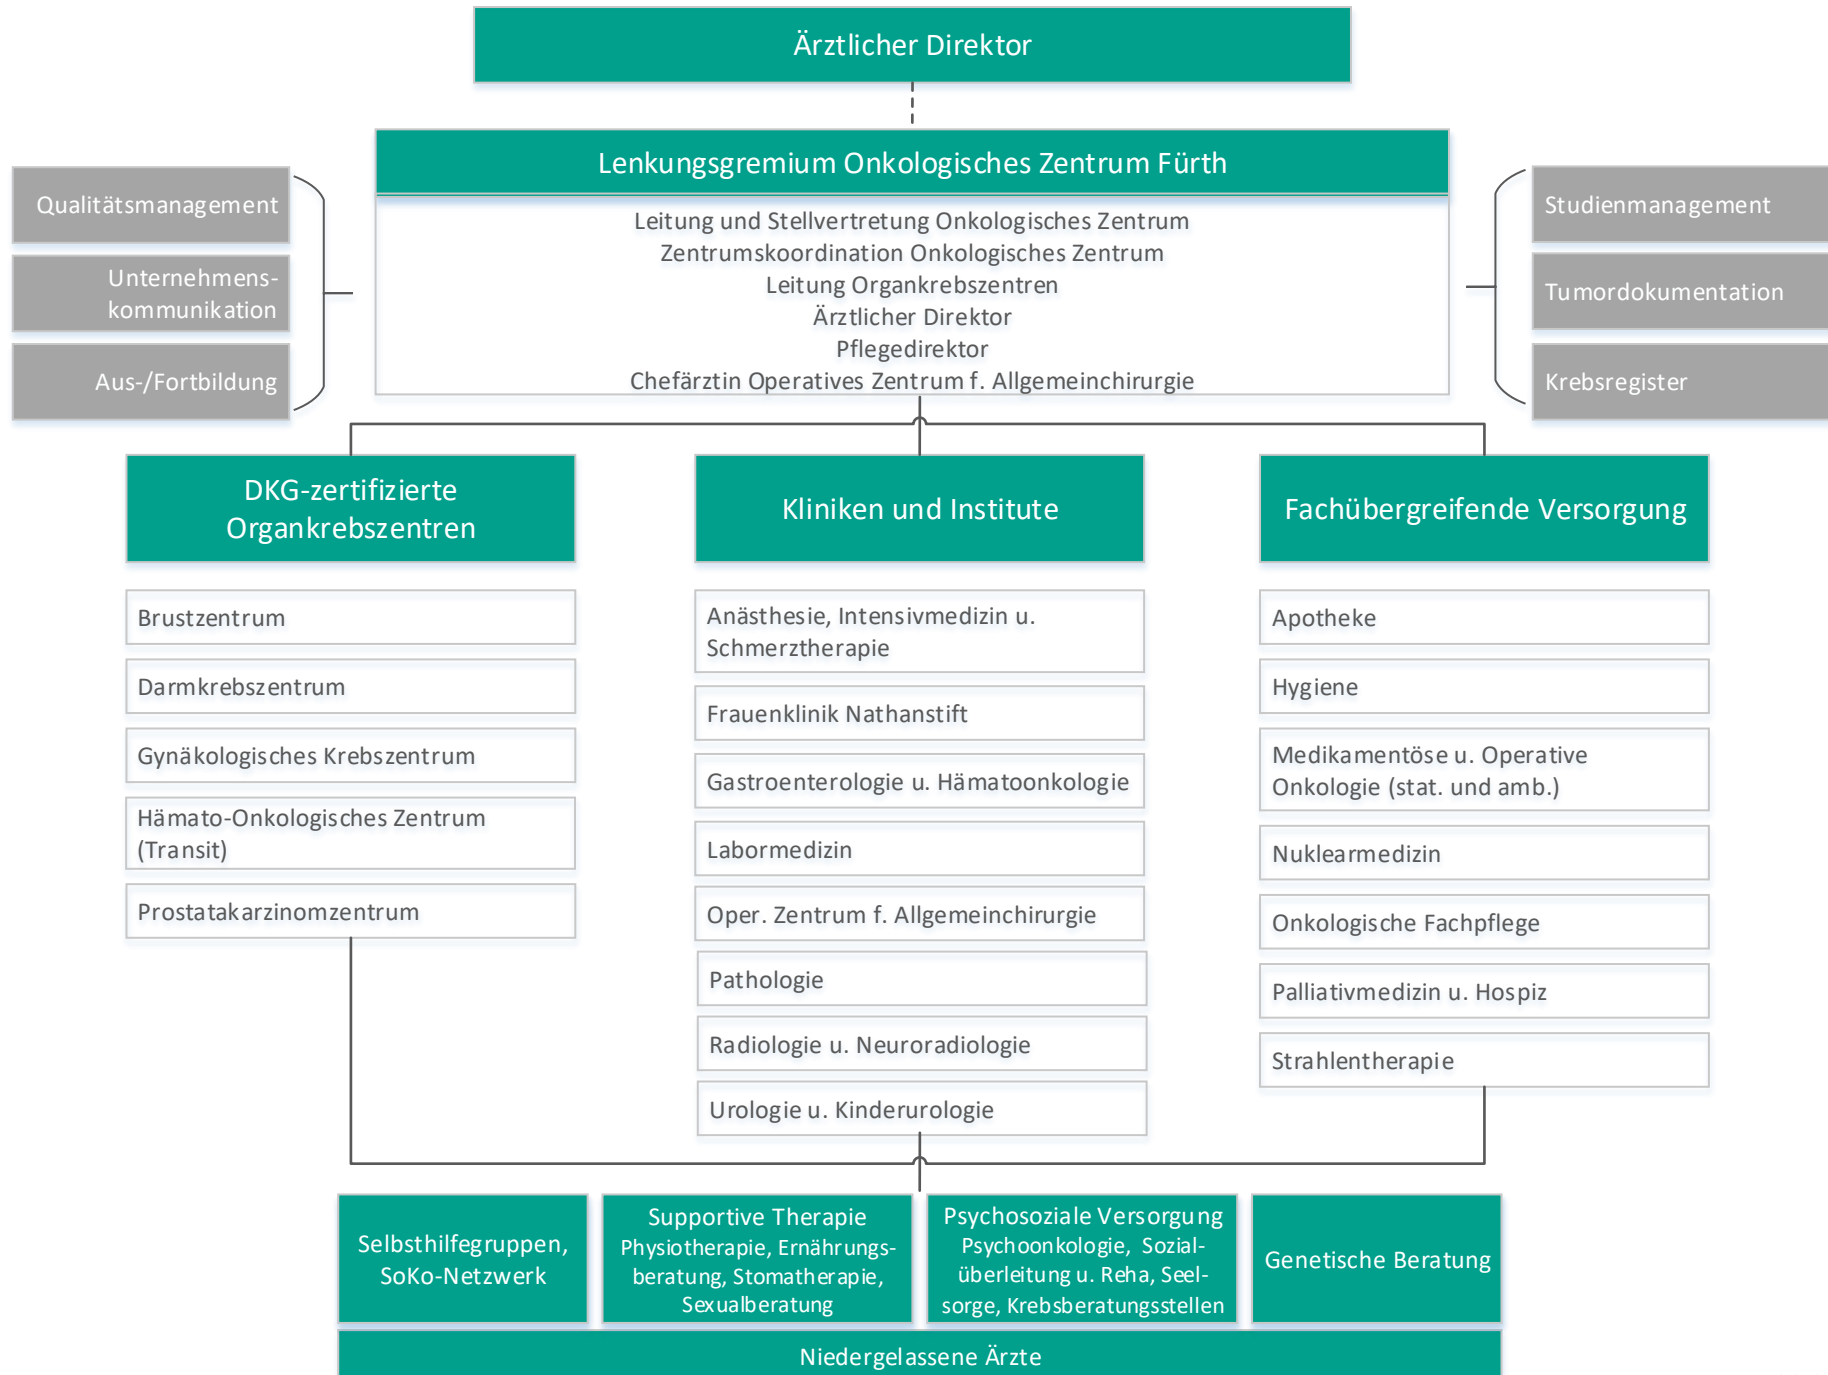 Ärztlicher Direktor
Lenkungsgremium Onkologisches Zentrum Fürth
Leitung und Stellvertretung Onkologisches Zentrum
Zentrumskoordination Onkologisches Zentrum
Leitung Organkrebszentren
Ärztlicher Direktor
Pflegedirektor
Chefärztin Operatives Zentrum f. Allgemeinchirurgie
Qualitätsmanagement
Unternehmens-
kommunikation
Aus-/Fortbildung
Studienmanagement
Tumordokumentation
Krebsregister
DKG-zertifizierte
Organkrebszentren
Brustzentrum
Darmkrebszentrum
Gynäkologisches Krebszentrum
Hämato-Onkologisches Zentrum
(Transit)
Prostatakarzinomzentrum
Kliniken und Institute
Anästhesie, Intensivmedizin u.
Schmerztherapie
Frauenklinik Nathanstift
Gastroenterologie u. Hämatoonkologie
Labormedizin
Oper. Zentrum f. Allgemeinchirurgie
Pathologie
Radiologie u. Neuroradiologie
Urologie u. Kinderurologie
Fachübergreifende Versorgung
Apotheke
Hygiene
Medikamentöse u. Operative
Onkologie (stat. und amb.)
Nuklearmedizin
Onkologische Fachpflege
Palliativmedizin u. Hospiz
Strahlentherapie
Selbsthilfegruppen,
SoKo-Netzwerk
Supportive Therapie
Physiotherapie, Ernährungs-
beratung, Stomatherapie,
Sexualberatung
Psychosoziale Versorgung
Psychoonkologie, Sozial-
überleitung u. Reha, Seel-
sorge, Krebsberatungsstellen
Genetische Beratung
Niedergelassene Ärzte